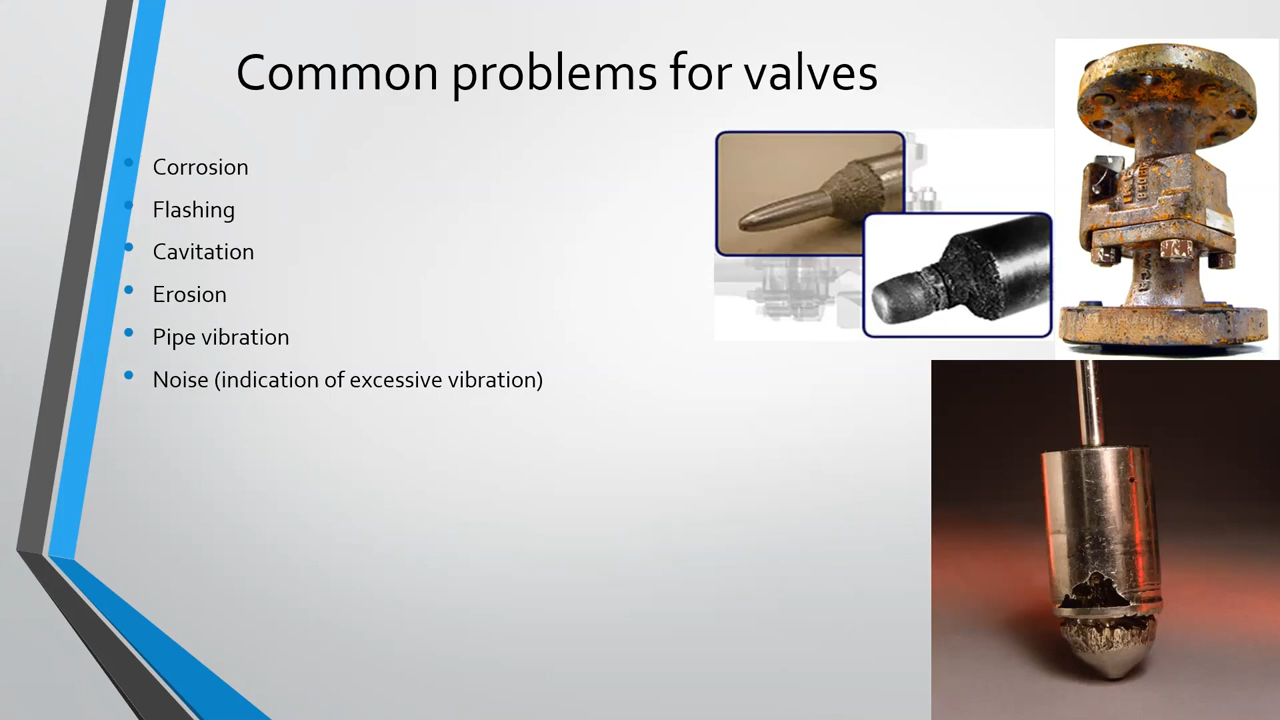 Common problems for valves
Corrosion
Flashing
Cavitation
Erosion
Pipe vibration
Noise (indication of excessive vibration)